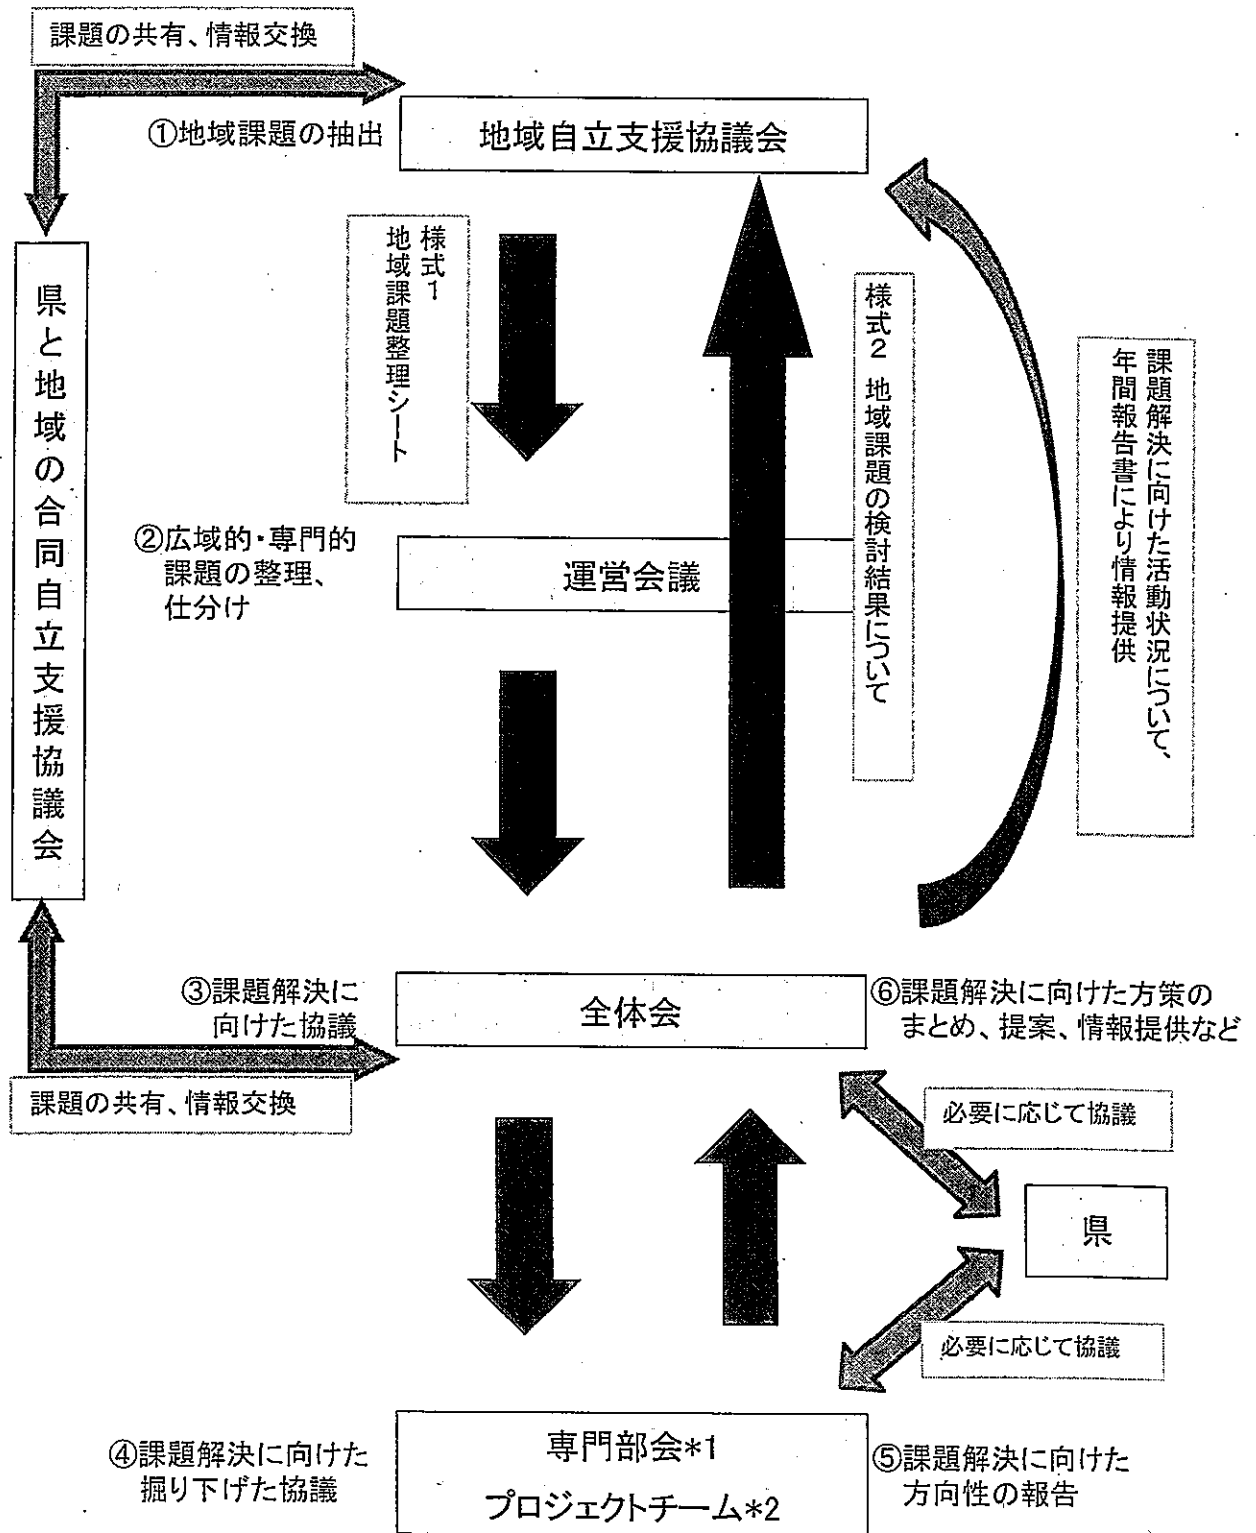 課題の共有、情報交換
①地域課題の抽出
地域自立支援協議会
様式1
地域課題整理シート
様式2 地域課題の検討結果について
課題解決に向けた活動状況について、
年間報告書により情報提供
県と地域の合同自立支援協議会
②広域的・専門的
課題の整理、
仕分け
運営会議
③課題解決に
向けた協議
全体会
⑥課題解決に向けた方策の
まとめ、提案、情報提供など
課題の共有、情報交換
必要に応じて協議
県
必要に応じて協議
④課題解決に向けた
掘り下げた協議
専門部会*1
プロジェクトチーム*2
⑤課題解決に向けた
方向性の報告